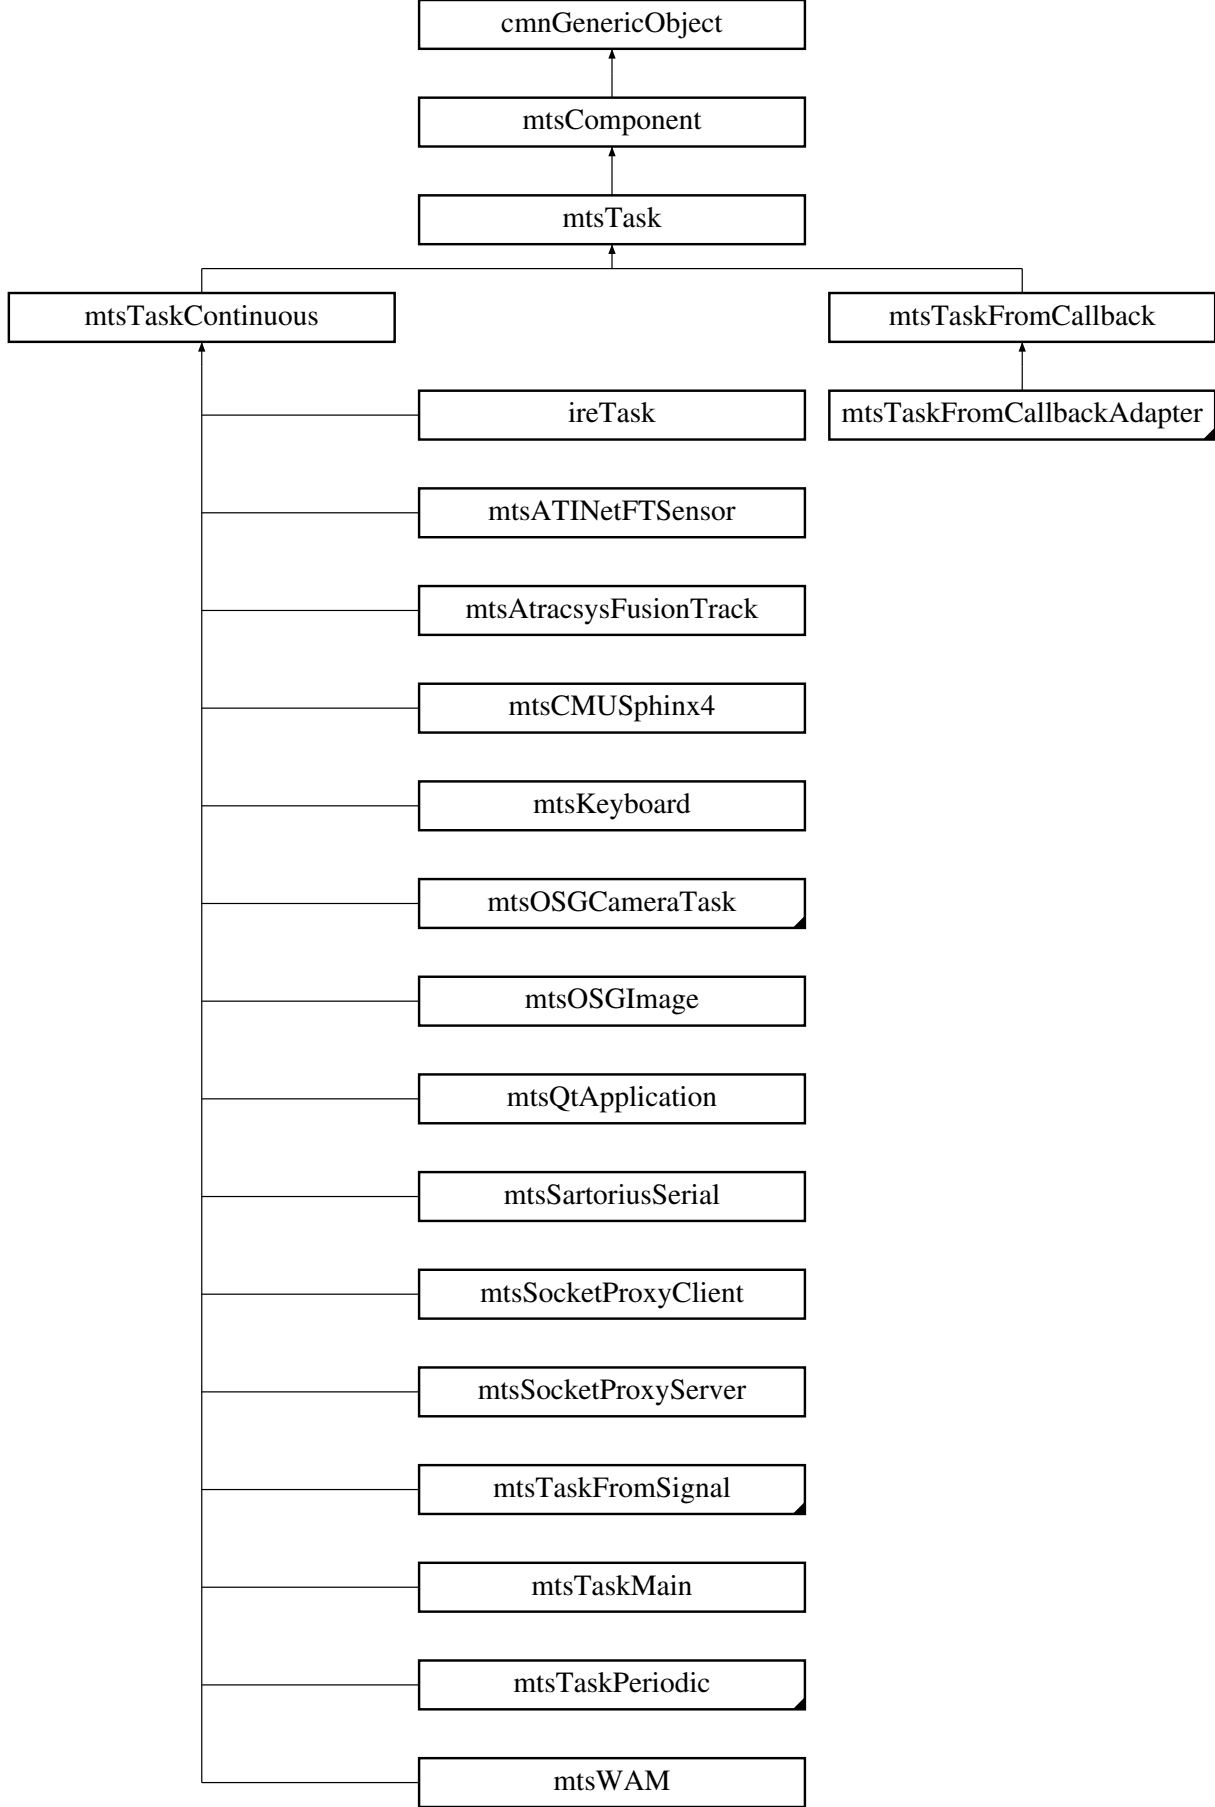 cmnGenericObject
mtsComponent
mtsTask
mtsTaskContinuous
mtsTaskFromCallback
ireTask
mtsTaskFromCallbackAdapter
mtsATINetFTSensor
mtsAtracsysFusionTrack
mtsCMUSphinx4
mtsKeyboard
mtsOSGCameraTask
mtsOSGImage
mtsQtApplication
mtsSartoriusSerial
mtsSocketProxyClient
mtsSocketProxyServer
mtsTaskFromSignal
mtsTaskMain
mtsTaskPeriodic
mtsWAM